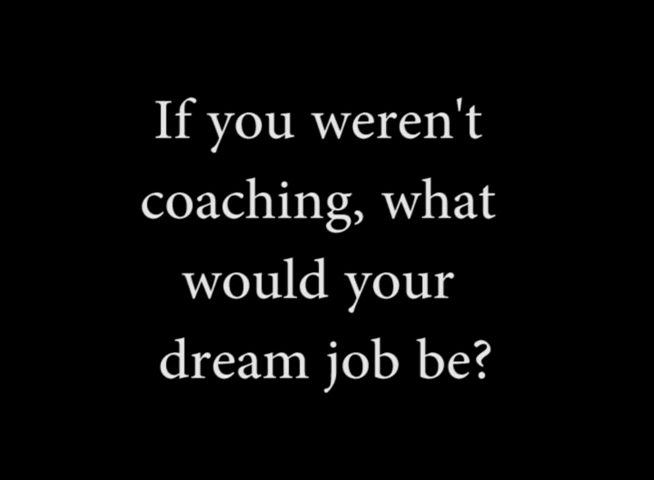 If you weren't
coaching, what
would your
dream job be?